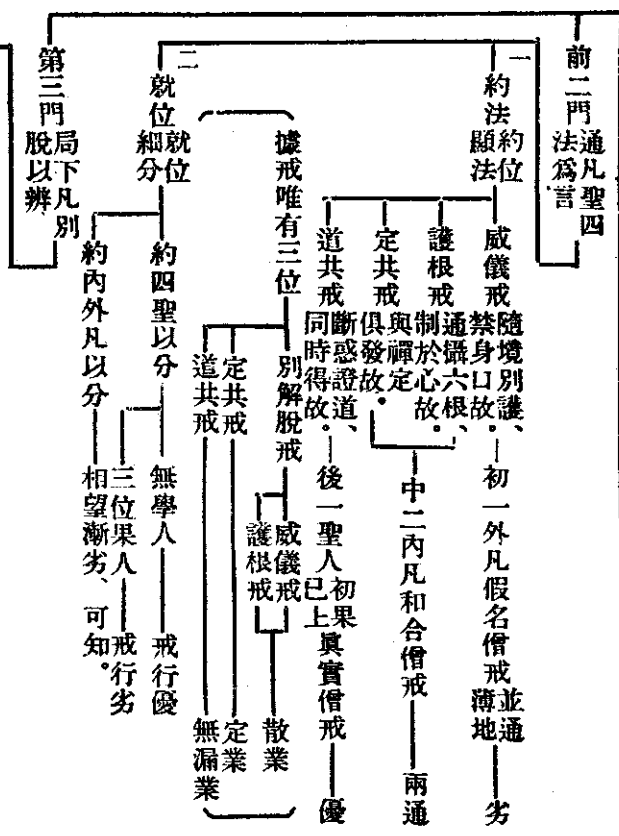 前二門 通凡聖四
法爲言
一
約法 約位
顯法
威儀戒 隨境別護、
禁身口故。
初一外凡假名僧戒 並通
薄地
劣
護根戒 通攝六根、
制於心故。
定共戒 與禪定
俱發故。
中二內凡和合僧戒
兩通
道共戒 斷惑證道、
同時得故。
後一聖人 初果
已上
眞實僧戒
優
據戒唯有三位
別解脫戒
威儀戒
護根戒
散業
定共戒
定業
道共戒
無漏業
二
就位 就位
細分
約四聖以分
無學人
戒行優
三位果人
戒行劣
約內外凡以分
相望漸劣、可知。
第三門 局下凡別
脫以辨